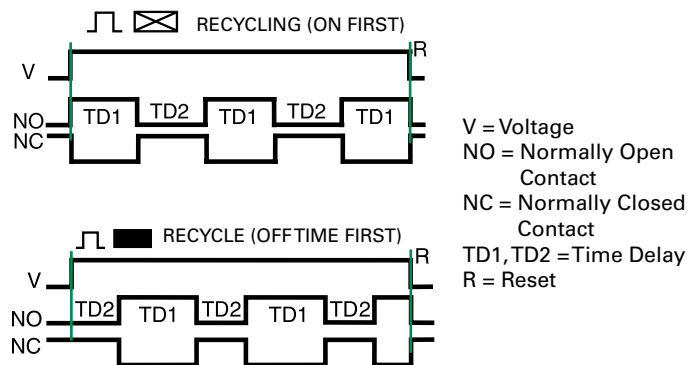 RECYCLING (ON FIRST)
R
V
NO
TD1 TD2 TD1 TD2 TD1
NC
RECYCLE (OFFTIME FIRST)
R
V
TD2 TD1 TD2 TD1 TD2
NO
NC
V = Voltage
NO = Normally Open
Contact
NC = Normally Closed
Contact
TD1, TD2 = Time Delay
R = Reset